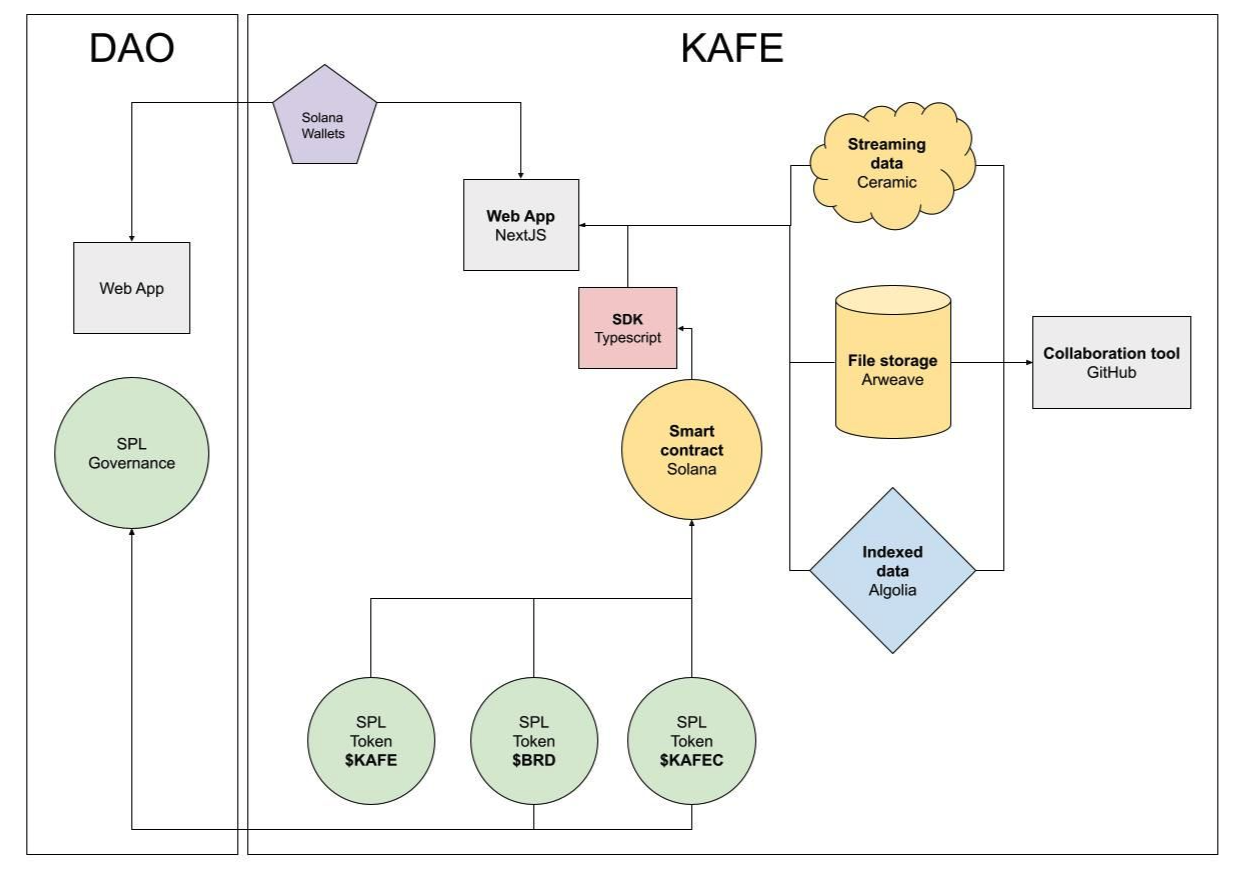 DAO
KAFE
Solana
Wallets
Web App
NextJS
Streaming
data
Ceramic
Web App
SDK
Typescript
File storage
Arweave
Collaboration tool
GitHub
SPL
Governance
Smart
contract
Solana
Indexed
data
Algolia
SPL
Token
$KAFE
SPL
Token
$BRD
SPL
Token
$KAFEC